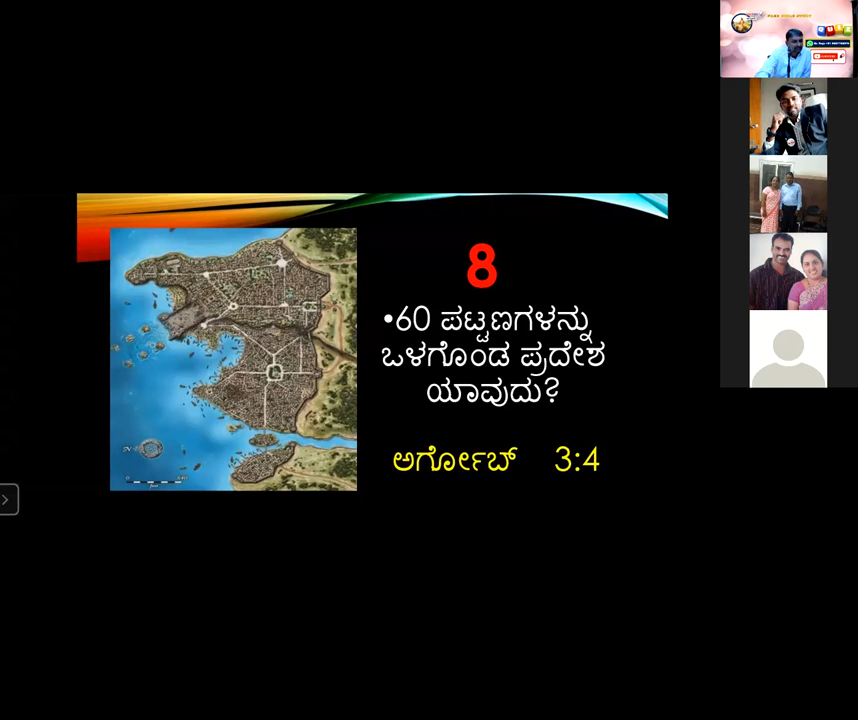 8
•60 ಪಟ್ಟಣಗಳನ್ನು
ಒಳಗೊಂಡ ಪ್ರದೇಶ
ಯಾವುದು?
ಅರ್ಗೋಬ್ 3:4